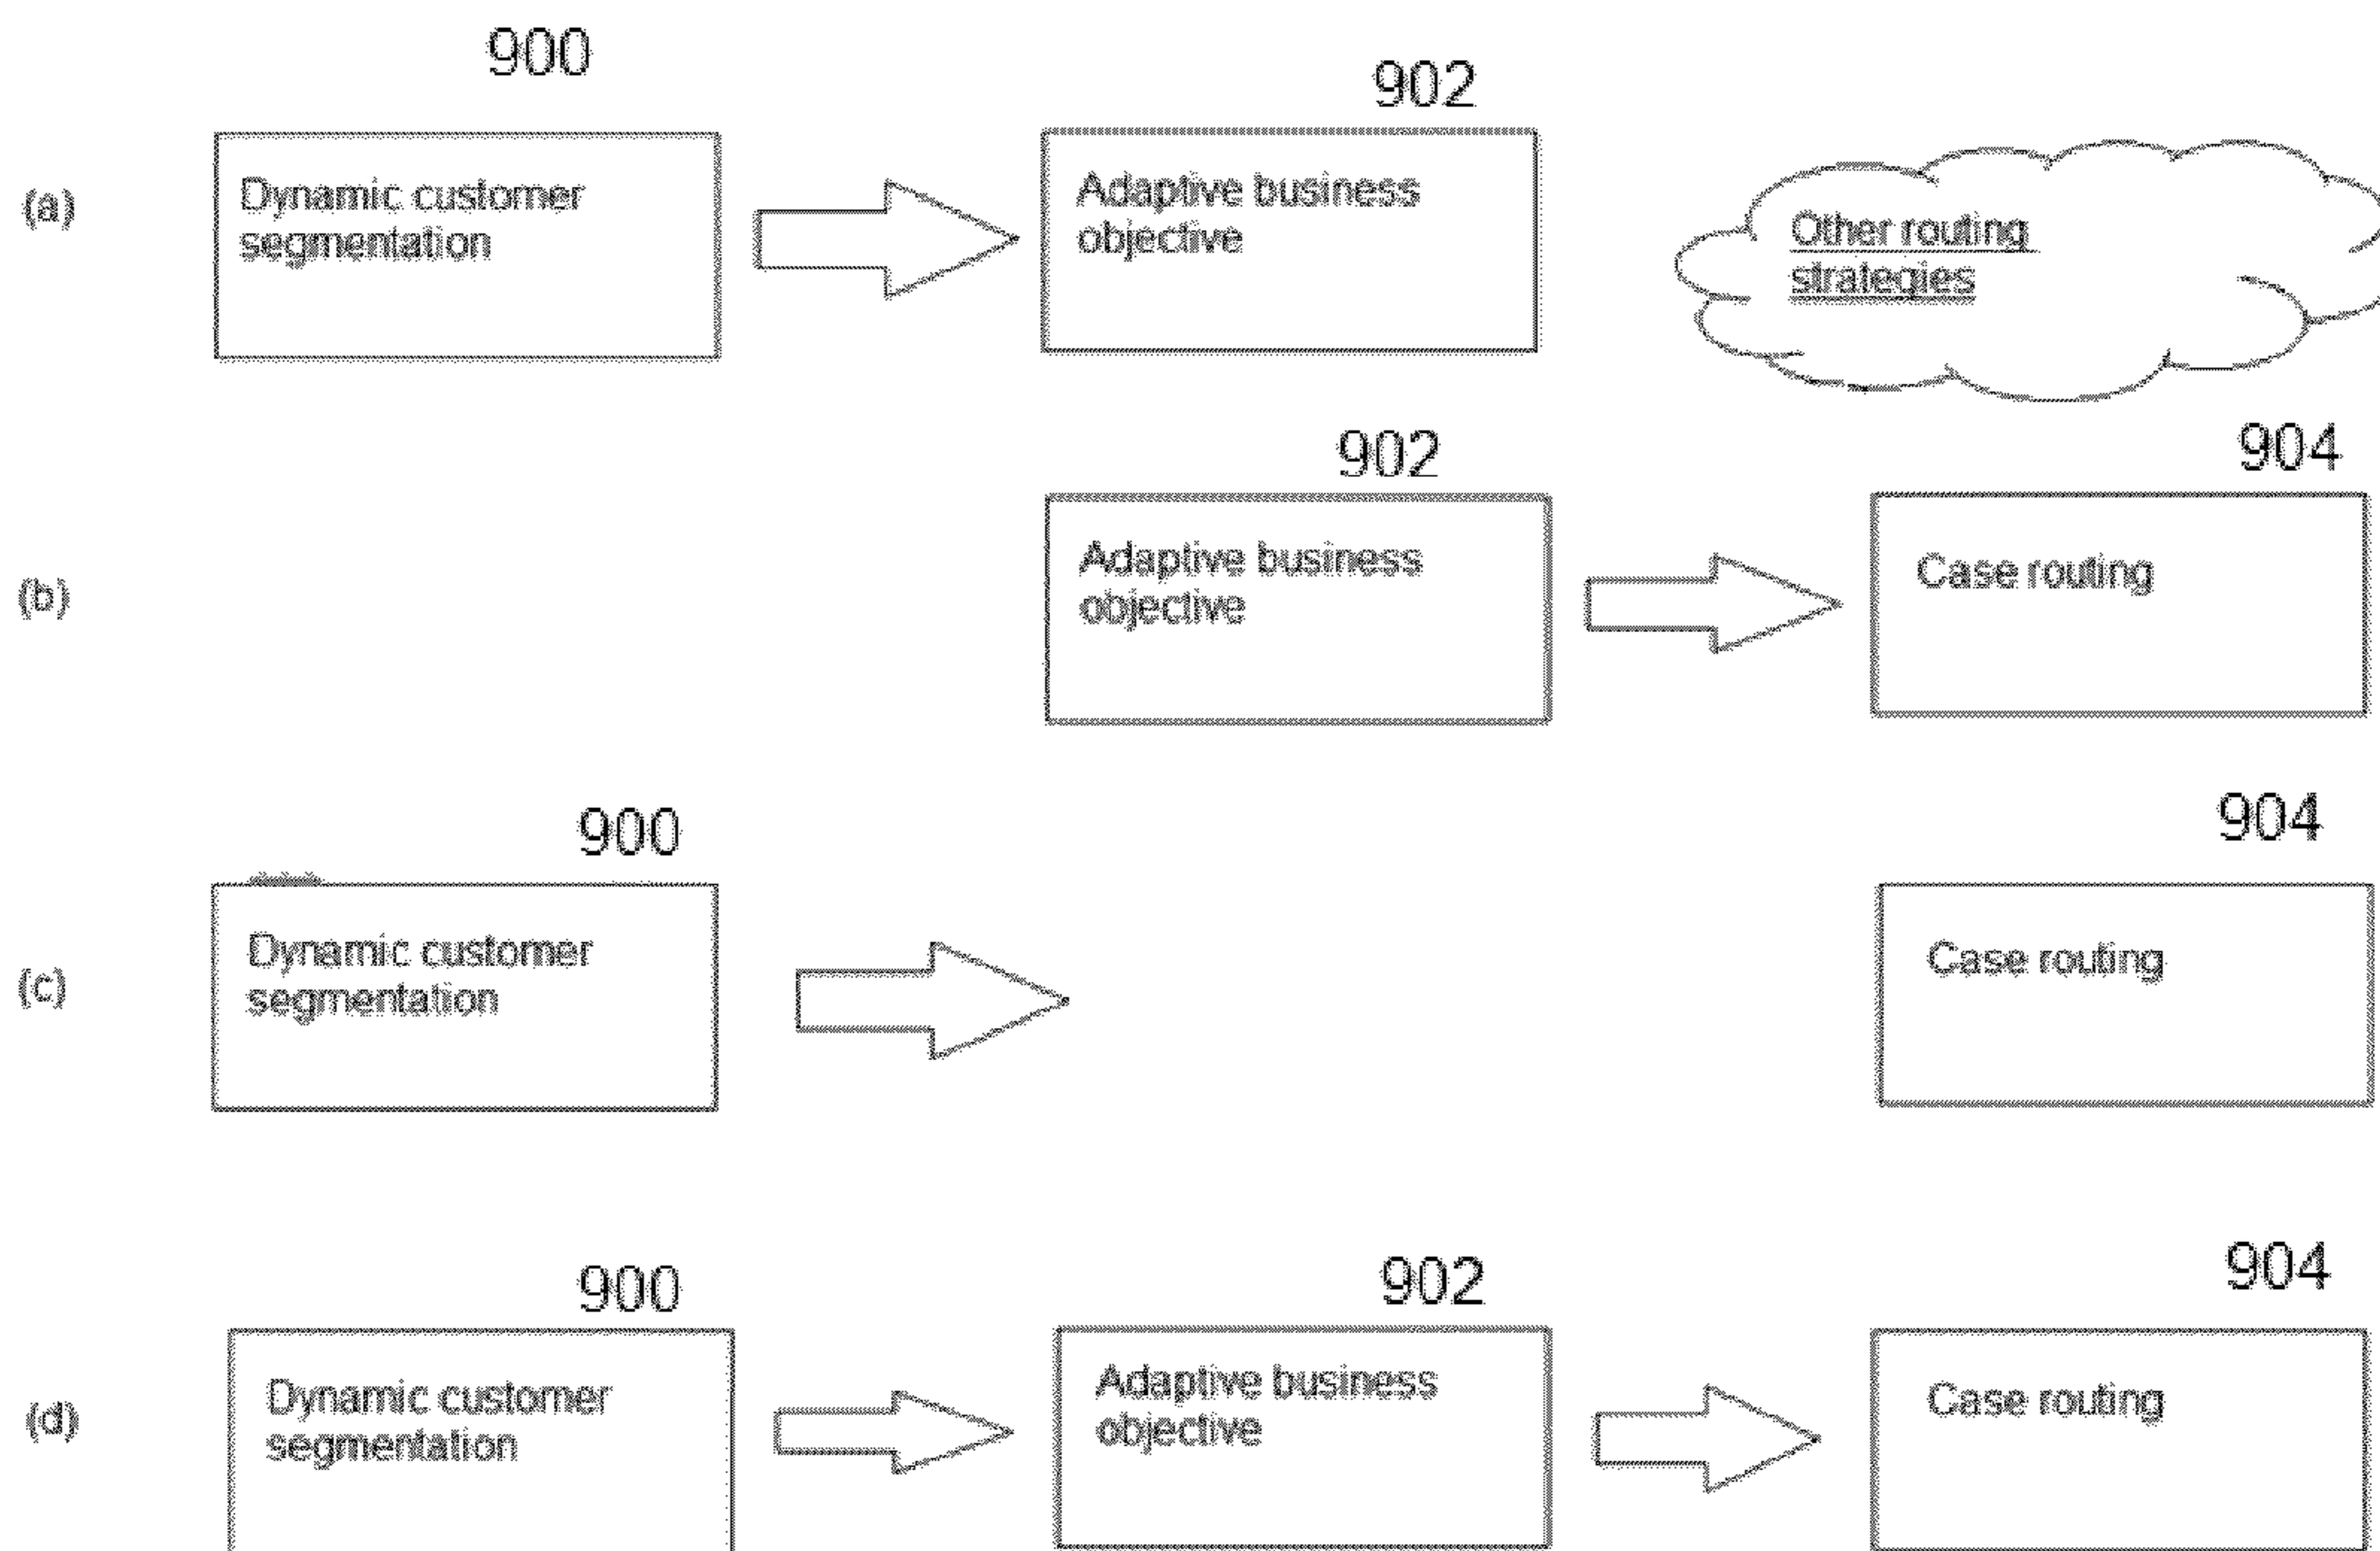 900
902
(a)
Dynamic customer
segmentation
Adaptive business
objective
Other routing
strategies
902
904
(b)
Adaptive business
objective
Case routing
900
904
(c)
Dynamic customer
segmentation
Case routing
900
902
904
(d)
Dynamic customer
segmentation
Adaptive business
objective
Case routing